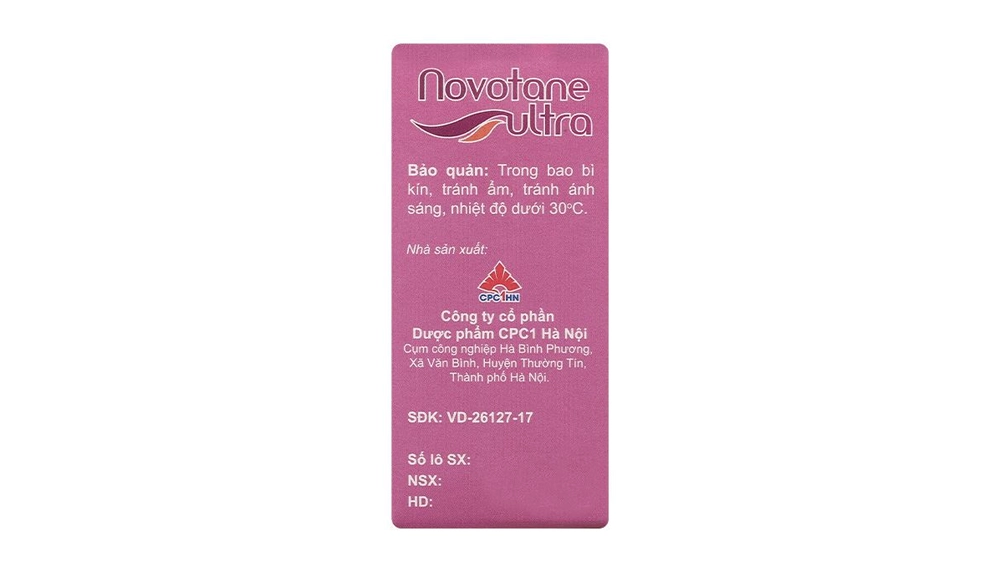 Novotane
ultra
Bảo quản: Trong bao bì
kín, tránh ẩm, tránh ánh
sáng, nhiệt độ dưới 30°C.
Nhà sản xuất:
CPC1HN
Công ty cổ phần
Dược phẩm CPC1 Hà Nội
Cụm công nghiệp Hà Bình Phương,
Xã Văn Bình, Huyện Thường Tín,
Thành phố Hà Nội.
SĐK: VD-26127-17
Số lô SX:
NSX:
HD: